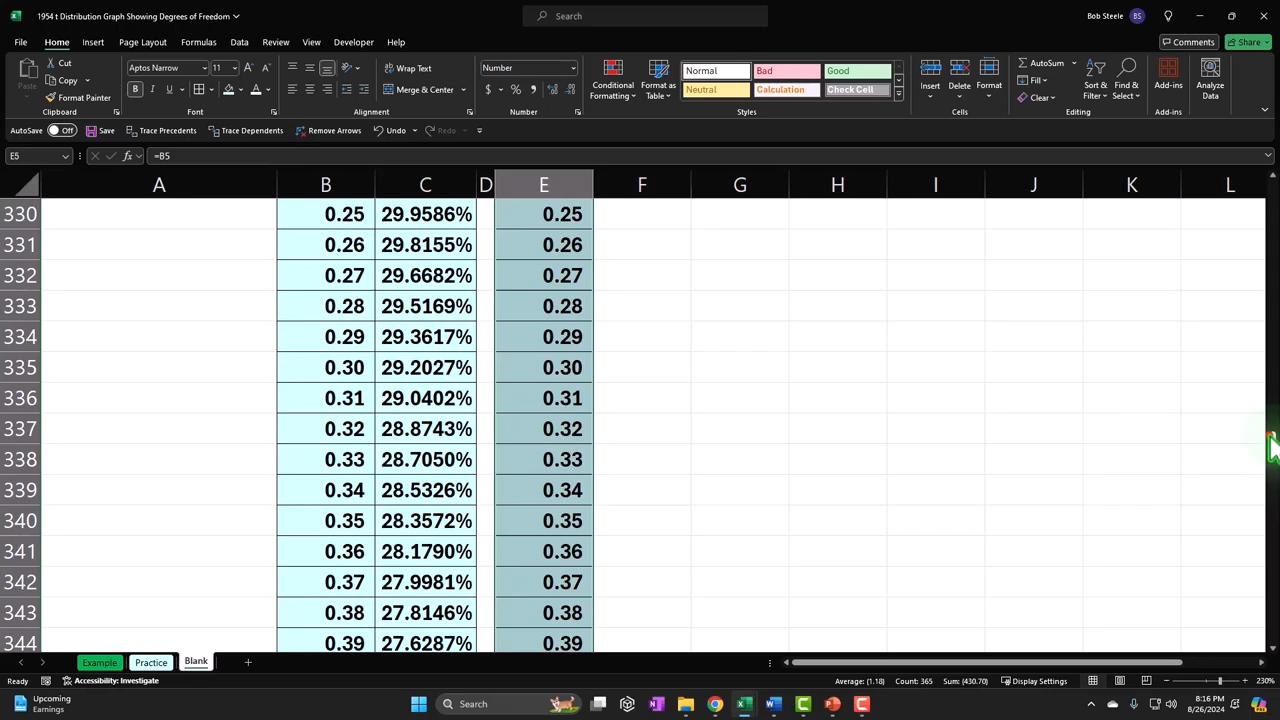 1954 t Distribution Graph Showing Degrees of Freedom
Search
Bob Steele
BS
File Home Insert Page Layout Formulas Data Review View Developer Help
Comments Share
Cut
Copy
Format Painter
Paste
Clipboard
Aptos Narrow 11
Font
Wrap Text
Merge & Center
Alignment
Number
Number
Conditional Formatting
Format as Table
Normal Bad Good
Neutral Calculation Check Cell
Styles
Insert Delete Format
Cells
AutoSum
Fill
Clear
Sort & Filter
Find & Select
Editing
Add-ins
Add-ins
Analyze Data
AutoSave Off Save Trace Precedents Trace Dependents Remove Arrows Undo Redo
E5 =B5
A B C D E F G H I J K L
330 0.25 29.9586% 0.25
331 0.26 29.8155% 0.26
332 0.27 29.6682% 0.27
333 0.28 29.5169% 0.28
334 0.29 29.3617% 0.29
335 0.30 29.2027% 0.30
336 0.31 29.0402% 0.31
337 0.32 28.8743% 0.32
338 0.33 28.7050% 0.33
339 0.34 28.5326% 0.34
340 0.35 28.3572% 0.35
341 0.36 28.1790% 0.36
342 0.37 27.9981% 0.37
343 0.38 27.8146% 0.38
344 0.39 27.6287% 0.39
Example Practice Blank
Ready Accessibility: Investigate Average: (1.18) Count: 365 Sum: (430.70) Display Settings 230%
Upcoming
Earnings
Search
8:16 PM
8/26/2024